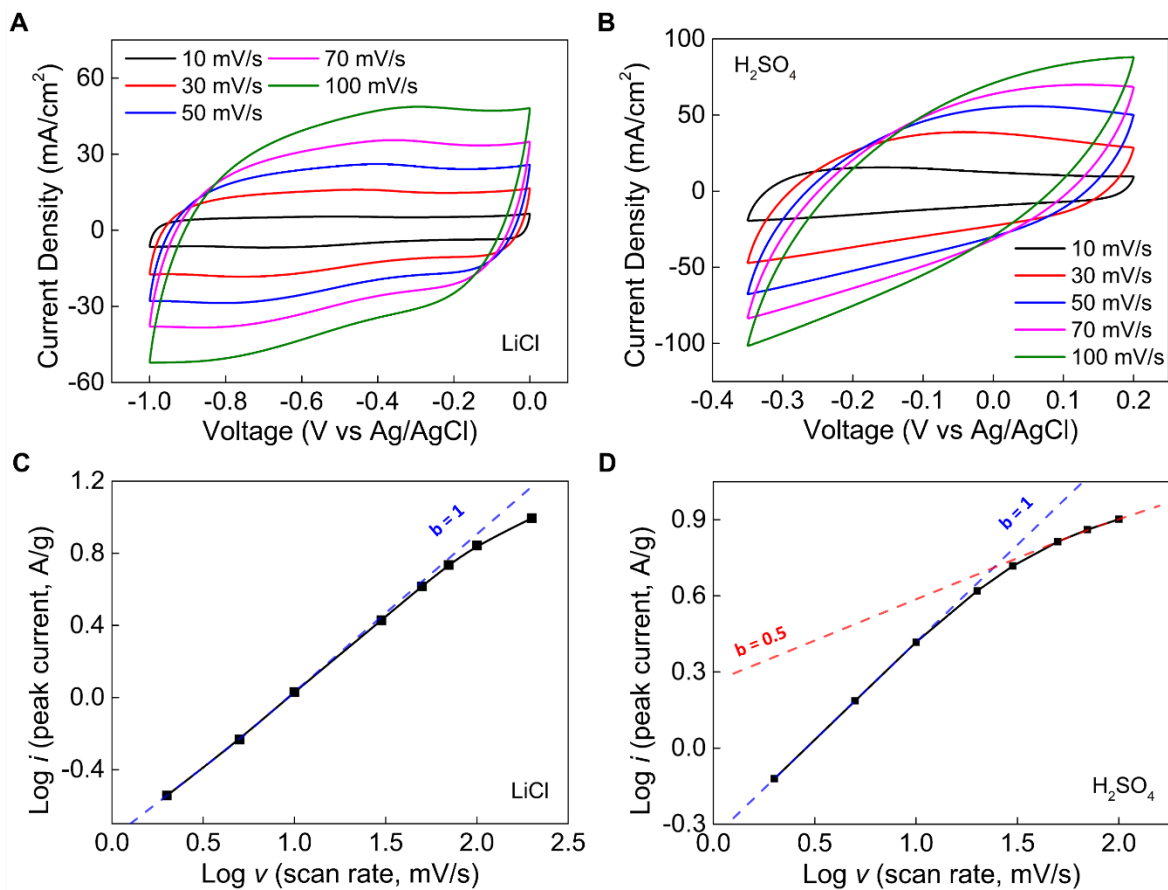 A
10 mV/s 70 mV/s
30 mV/s 100 mV/s
50 mV/s
LiCl
Current Density (mA/cm²)
60
30
0
-30
-60
-1.0 -0.8 -0.6 -0.4 -0.2 0.0
Voltage (V vs Ag/AgCl)
B
H₂SO₄
10 mV/s
30 mV/s
50 mV/s
70 mV/s
100 mV/s
Current Density (mA/cm²)
100
50
0
-50
-100
-0.4 -0.3 -0.2 -0.1 0.0 0.1 0.2
Voltage (V vs Ag/AgCl)
C
b = 1
LiCl
Log i (peak current, A/g)
1.2
0.8
0.4
0.0
-0.4
0.0 0.5 1.0 1.5 2.0 2.5
Log v (scan rate, mV/s)
D
b = 1
b = 0.5
H₂SO₄
Log i (peak current, A/g)
0.9
0.6
0.3
0.0
-0.3
0.0 0.5 1.0 1.5 2.0
Log v (scan rate, mV/s)